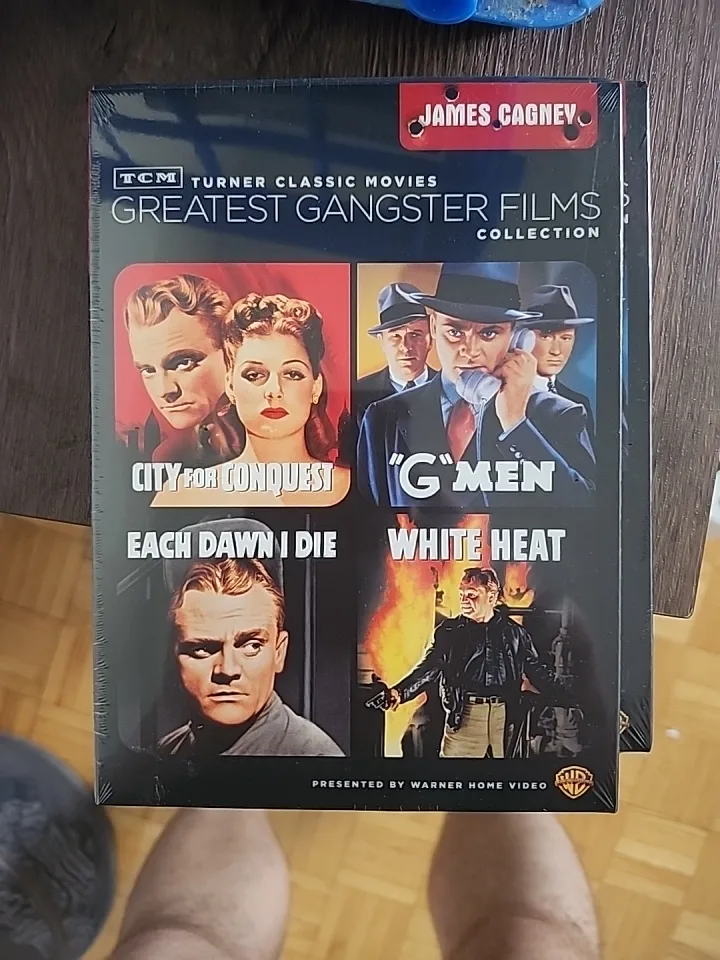 JAMES CAGNEY
TCM TURNER CLASSIC MOVIES
GREATEST GANGSTER FILMS
COLLECTION
CITY FOR CONQUEST
"G" MEN
EACH DAWN I DIE
WHITE HEAT
PRESENTED BY WARNER HOME VIDEO WB